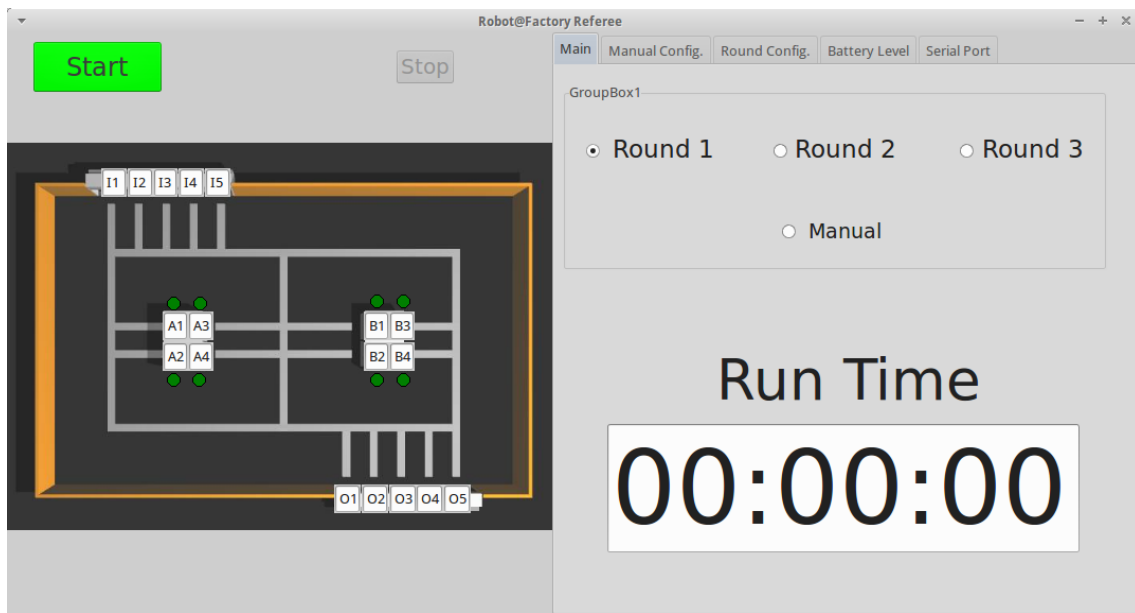 Robot@Factory Referee
Start
Stop
Main Manual Config. Round Config. Battery Level Serial Port
GroupBox1
Round 1 Round 2 Round 3
Manual
I1 I2 I3 I4 I5
A1 A3 B1 B3
A2 A4 B2 B4
O1 O2 O3 O4 O5
Run Time
00:00:00